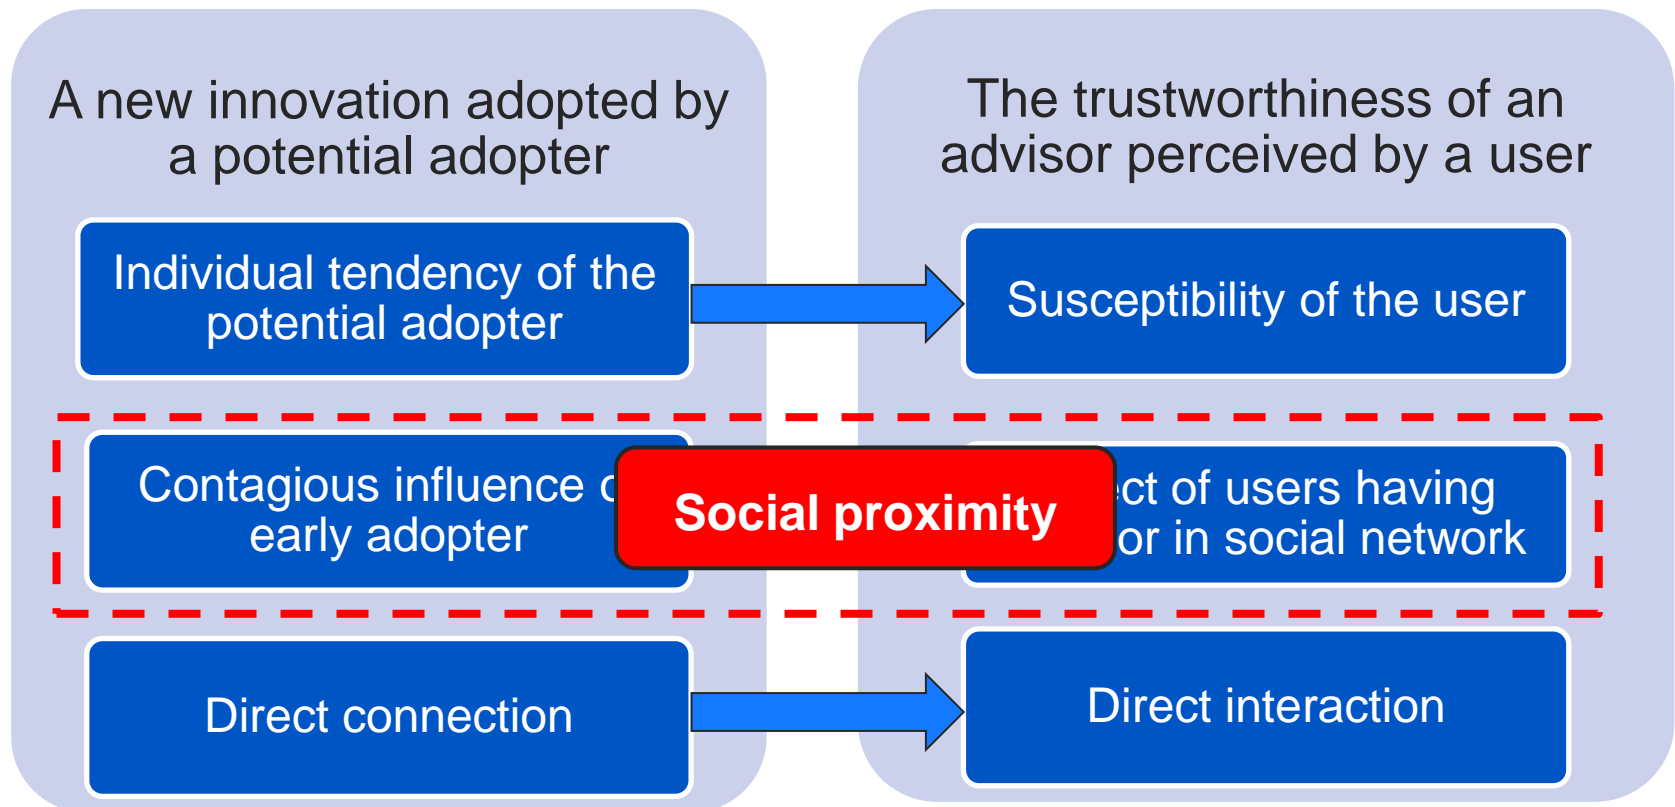 A new innovation adopted by
a potential adopter
The trustworthiness of an
advisor perceived by a user
Individual tendency of the
potential adopter
Susceptibility of the user
Contagious influence
early adopter
Social proximity
of users having
in social network
Direct connection
Direct interaction